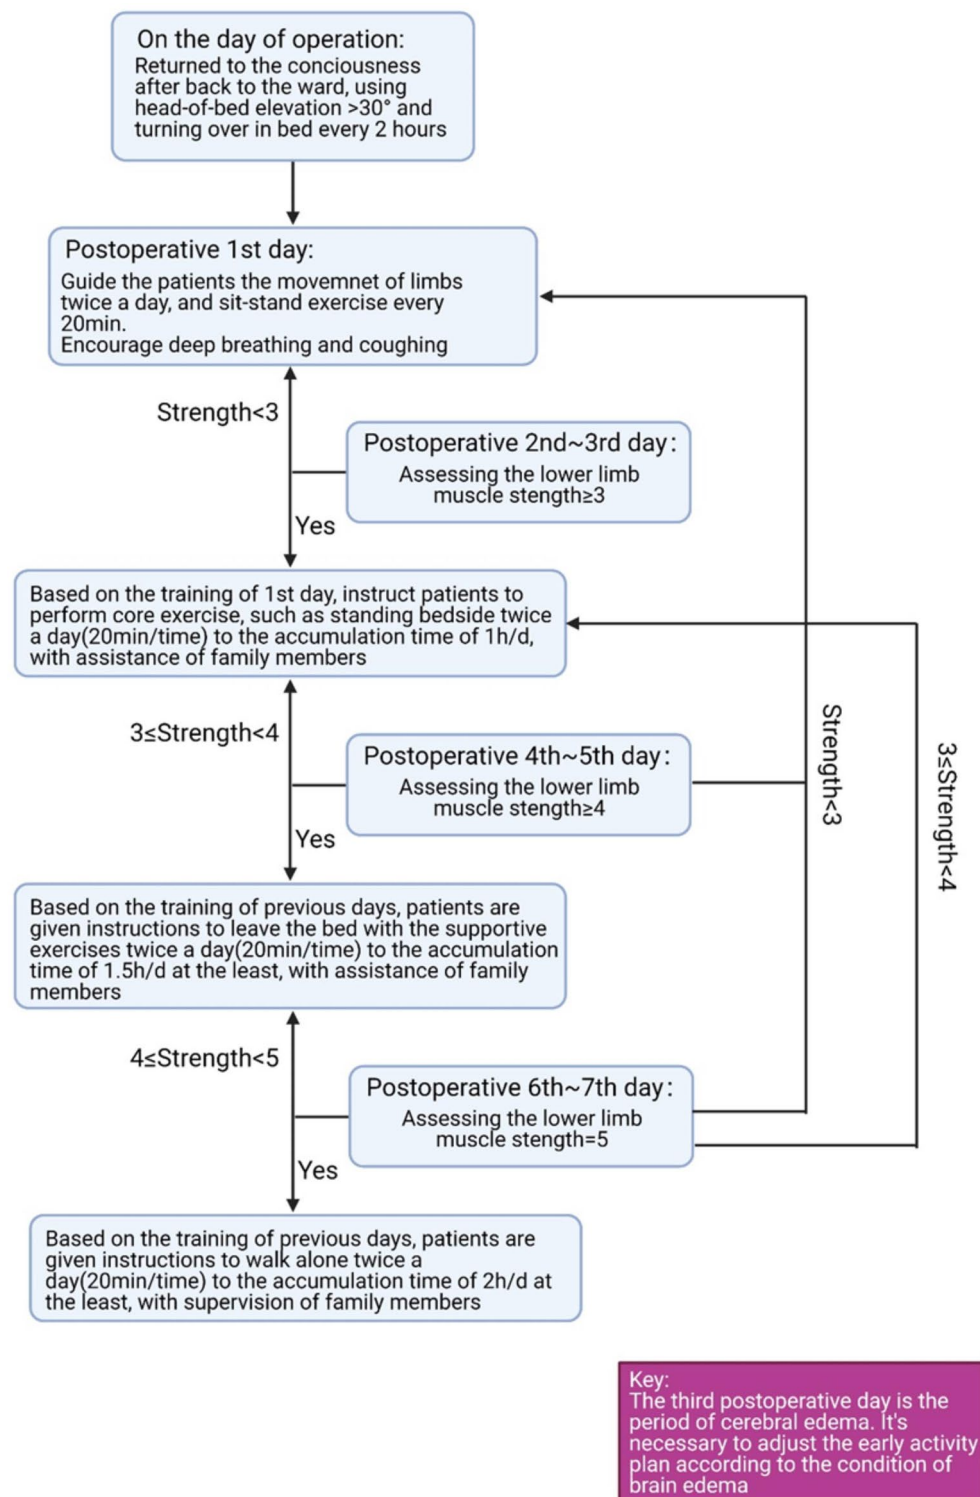 On the day of operation:
Returned to the conciousness
after back to the ward, using
head-of-bed elevation >30° and
turning over in bed every 2 hours
Postoperative 1st day:
Guide the patients the movemnet of limbs
twice a day, and sit-stand exercise every
20min.
Encourage deep breathing and coughing
Strength<3
Postoperative 2nd~3rd day:
Assessing the lower limb
muscle stength≥3
Yes
Based on the training of 1st day, instruct patients to
perform core exercise, such as standing bedside twice
a day(20min/time) to the accumulation time of 1h/d,
with assistance of family members
3≤Strength<4
Postoperative 4th~5th day:
Assessing the lower limb
muscle stength≥4
Yes
Strength<3
3≤Strength<4
Based on the training of previous days, patients are
given instructions to leave the bed with the supportive
exercises twice a day(20min/time) to the accumulation
time of 1.5h/d at the least, with assistance of family
members
4≤Strength<5
Postoperative 6th~7th day:
Assessing the lower limb
muscle stength=5
Yes
Based on the training of previous days, patients are
given instructions to walk alone twice a
day(20min/time) to the accumulation time of 2h/d at
the least, with supervision of family members
Key:
The third postoperative day is the
period of cerebral edema. It's
necessary to adjust the early activity
plan according to the condition of
brain edema